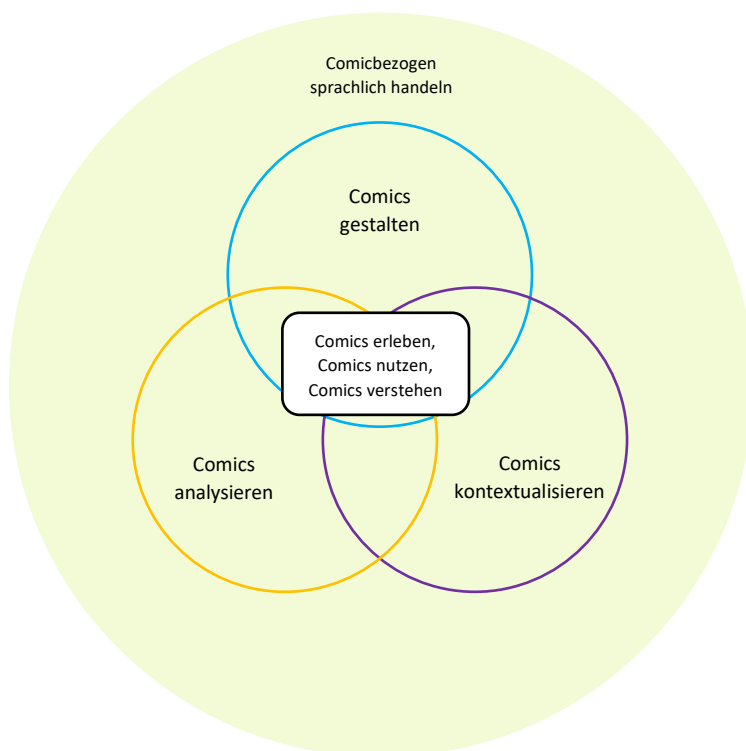 Comicbezogen
sprachlich handeln
Comics
gestalten
Comics erleben,
Comics nutzen,
Comics verstehen
Comics
analysieren
Comics
kontextualisieren